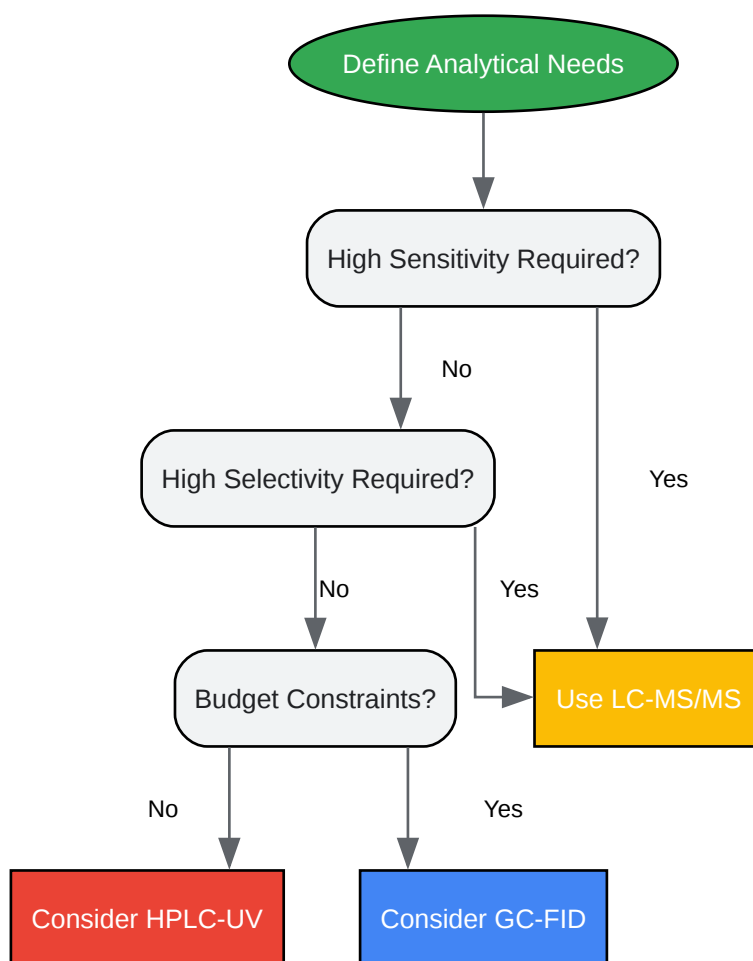 Define Analytical Needs
High Sensitivity Required?
No
High Selectivity Required?
Yes
No
Yes
Budget Constraints?
Use LC-MS/MS
No
Yes
Consider HPLC-UV
Consider GC-FID